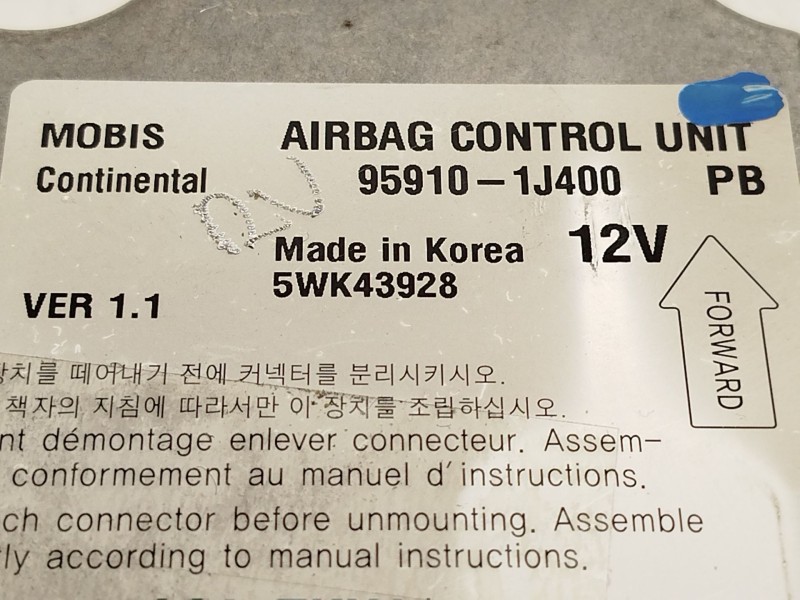 MOBIS
AIRBAG CONTROL UNIT
Continental
95910-1J400 PB
Made in Korea 12V
5WK43928
VER 1.1
FORWARD
장치를 떼어내기 전에 커넥터를 분리시키시오.
책자의 지침에 따라서만 이 장치를 조립하십시오.
démontage enlever connecteur. Assem-
conformement au manuel d'instructions.
connector before unmounting. Assemble
according to manual instructions.